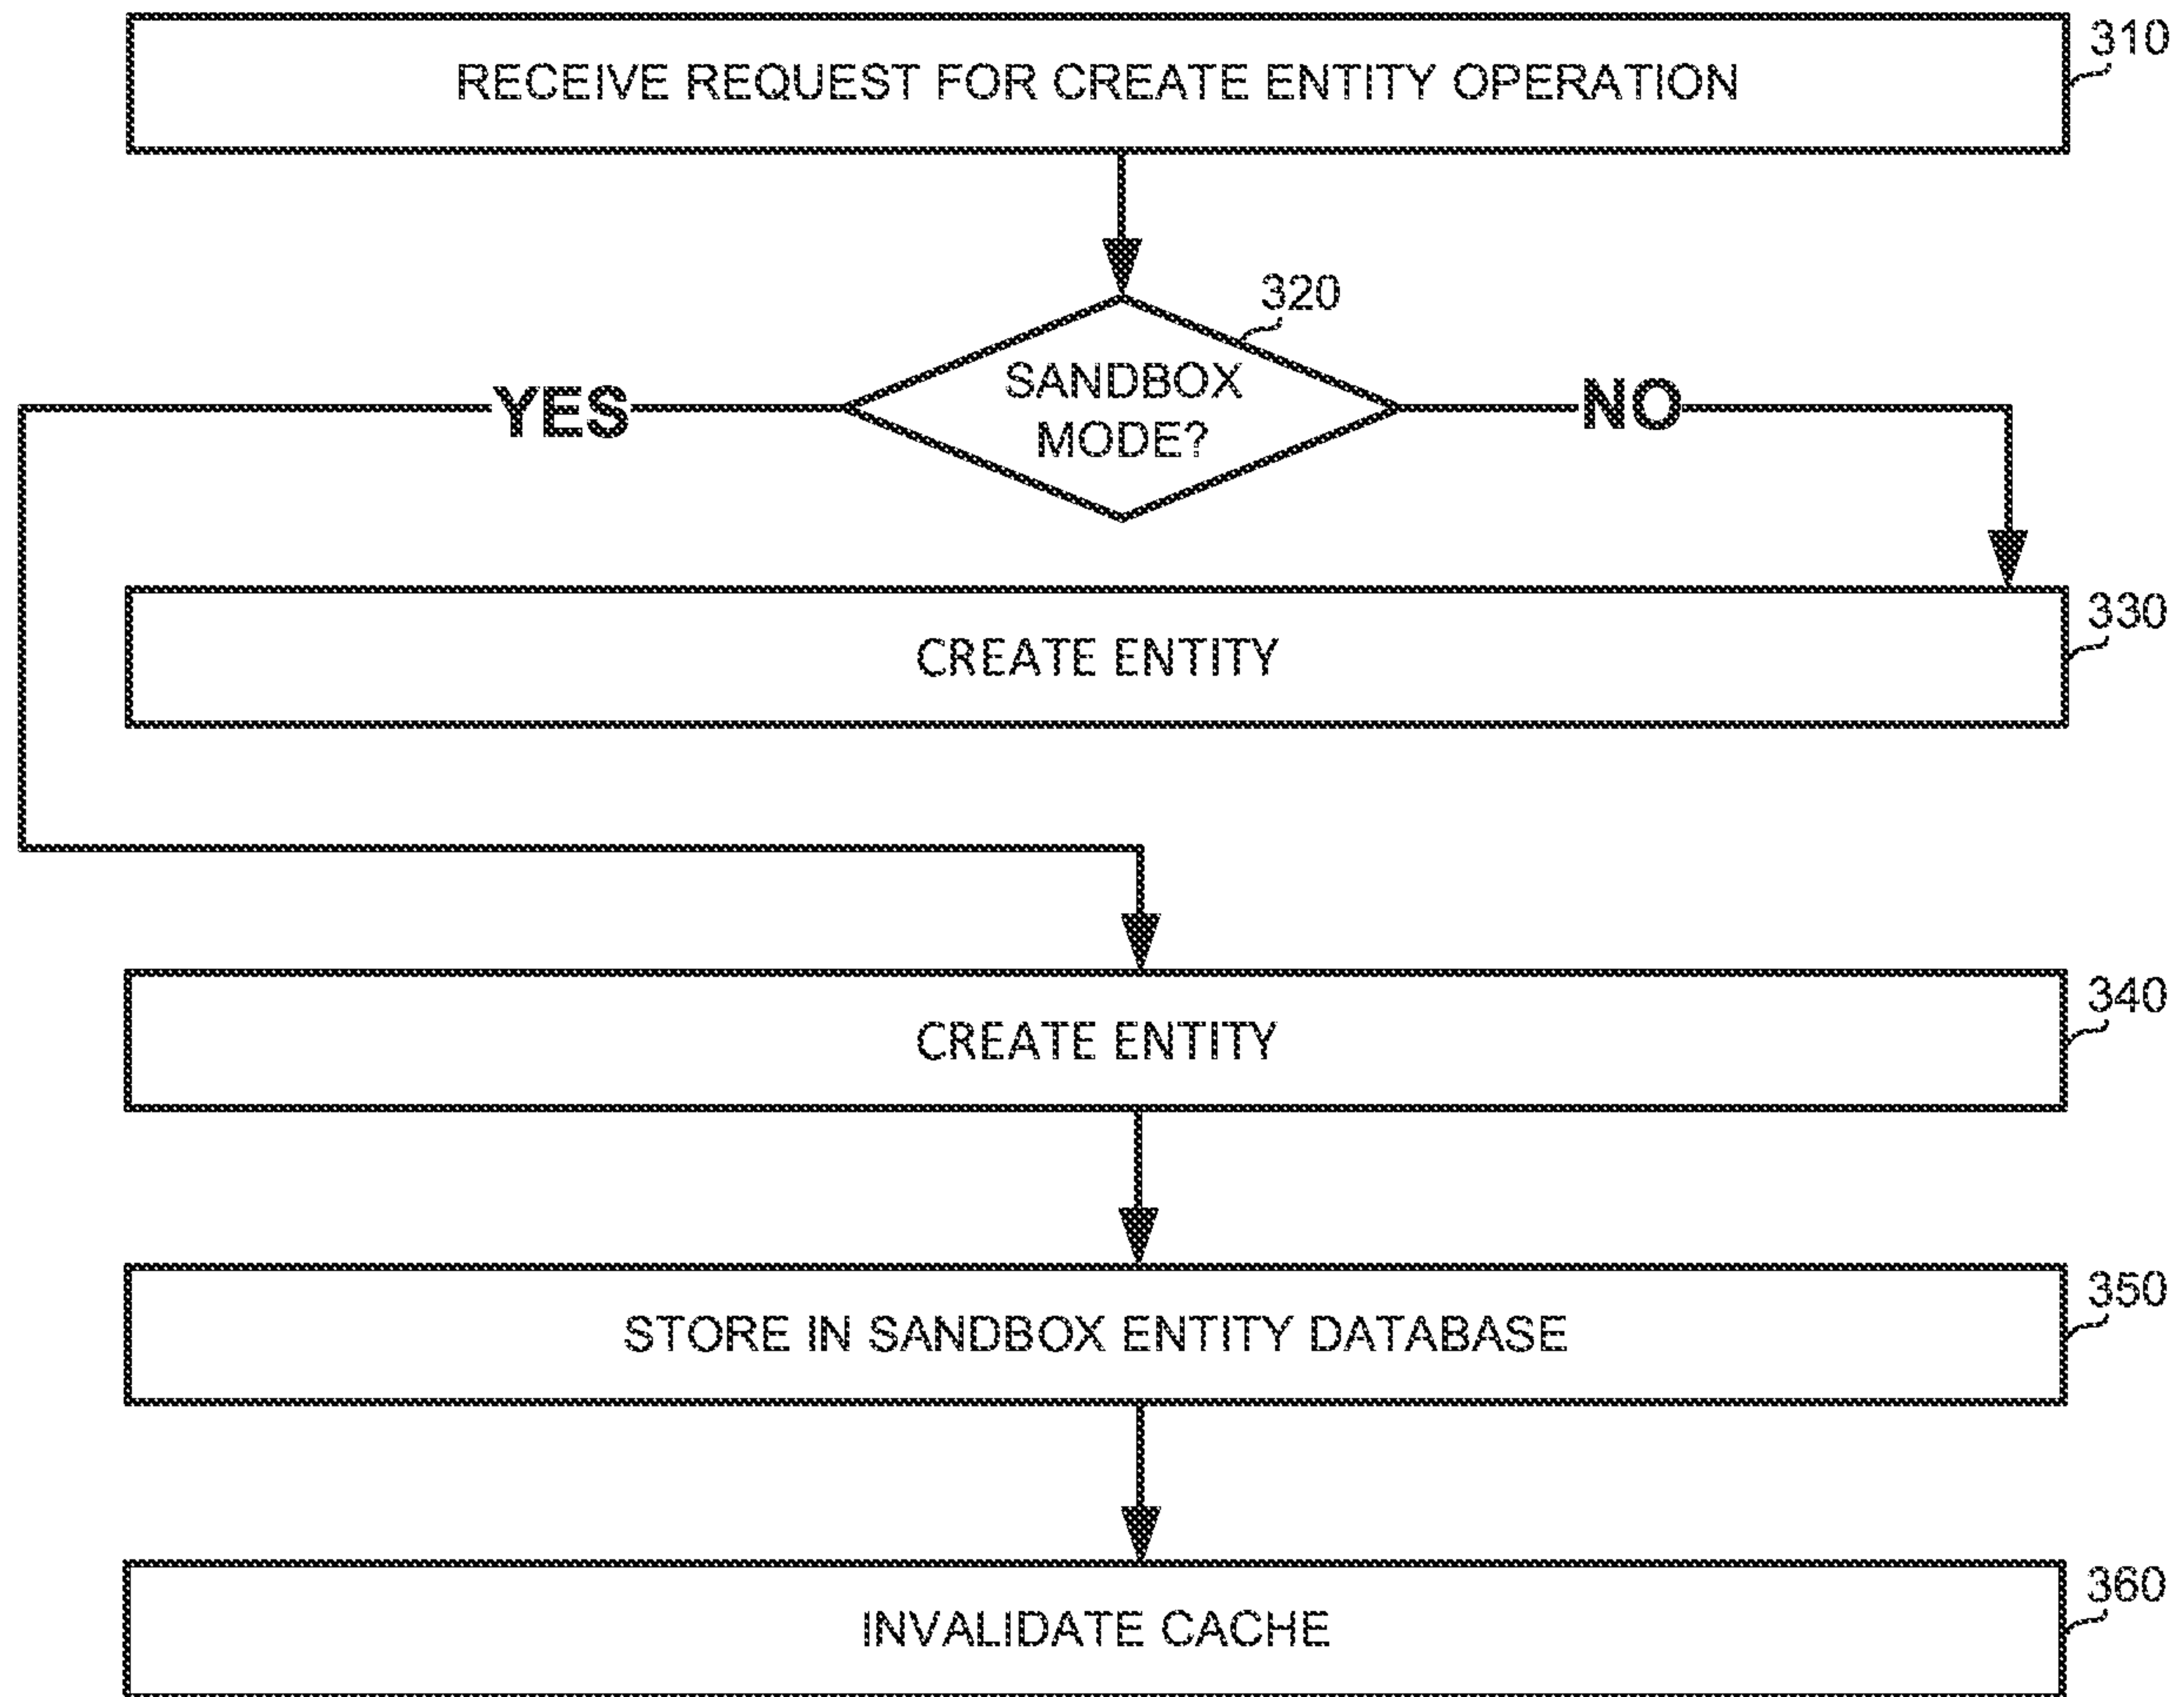 RECEIVE REQUEST FOR CREATE ENTITY OPERATION
310
320
SANDBOX
MODE?
YES
NO
CREATE ENTITY
330
CREATE ENTITY
340
STORE IN SANDBOX ENTITY DATABASE
350
INVALIDATE CACHE
360